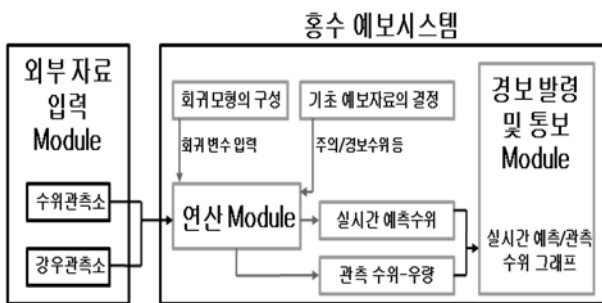 홍수 예보시스템
외부 자료
입력
Module
수위관측소
강우관측소
회귀 모형의 구성
기초 예보자료의 결정
회귀 변수 입력
주의/경보수위 등
연산 Module
실시간 예측수위
관측 수위-우량
경보 발령
및 통보
Module
실시간 예측/관측
수위 그래프